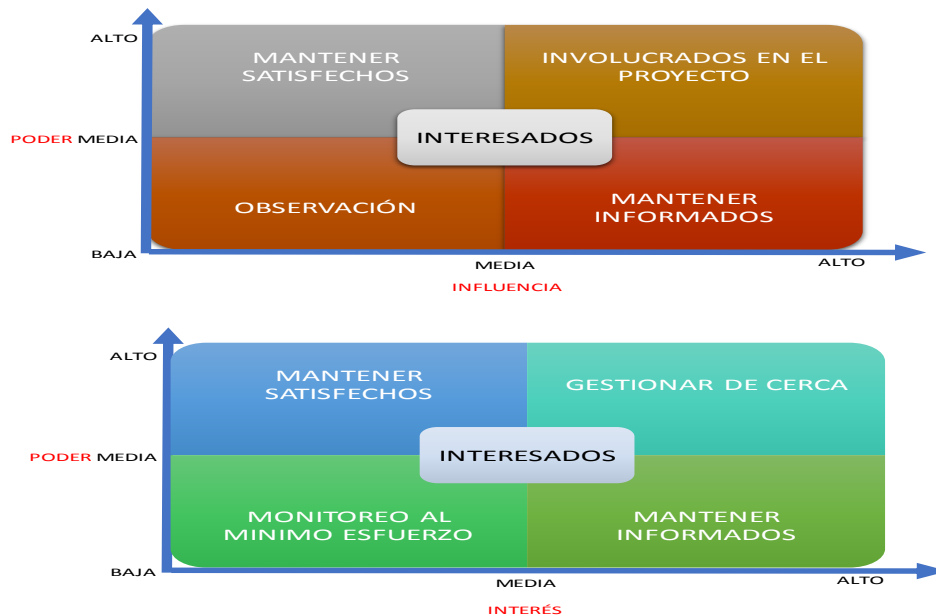 ALTO
MANTENER
SATISFECHOS
INVOLUCRADOS EN EL
PROYECTO
PODER MEDIA
INTERESADOS
OBSERVACIÓN
MANTENER
INFORMADOS
BAJA
MEDIA
ALTO
INFLUENCIA
ALTO
MANTENER
SATISFECHOS
GESTIONAR DE CERCA
PODER MEDIA
INTERESADOS
MONITOREO AL
MINIMO ESFUERZO
MANTENER
INFORMADOS
BAJA
MEDIA
ALTO
INTERÉS